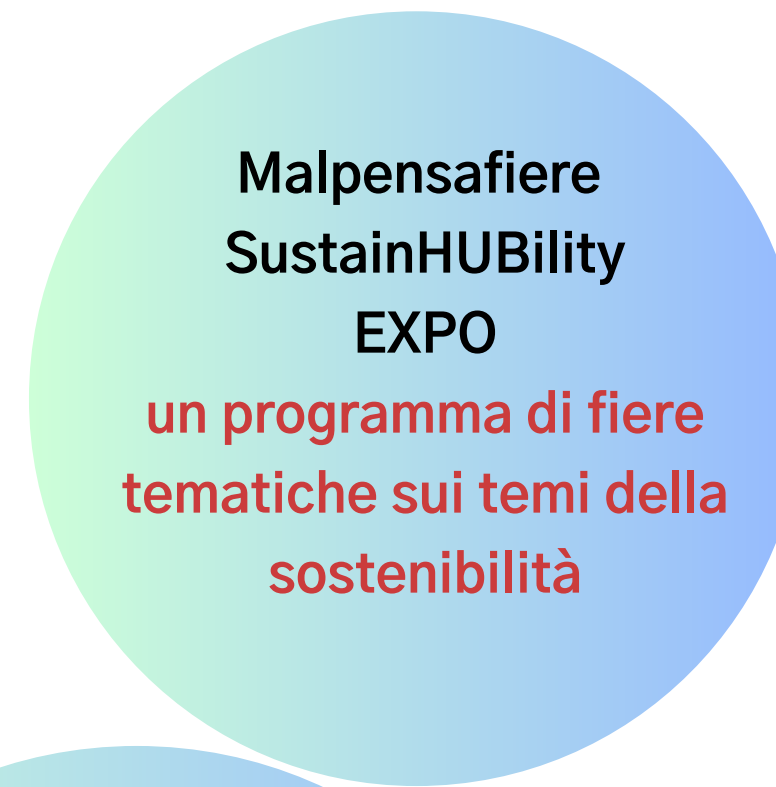 Malpensafiere
SustainHUBility
EXPO
un programma di fiere
tematiche sui temi della
sostenibilità